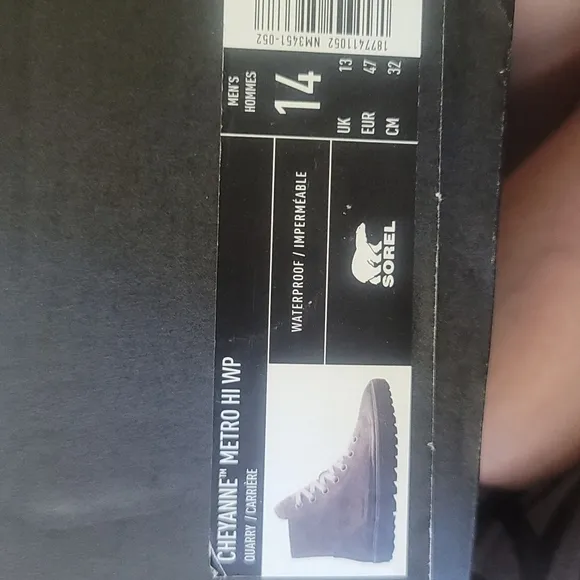 CHEYANNE™ METRO HI WP
QUARRY / CARRIÈRE
WATERPROOF / IMPERMÉABLE
SOREL
MEN'S
HOMMES
14
UK 13
EUR 47
CM 32
1877411052 NM3451-052